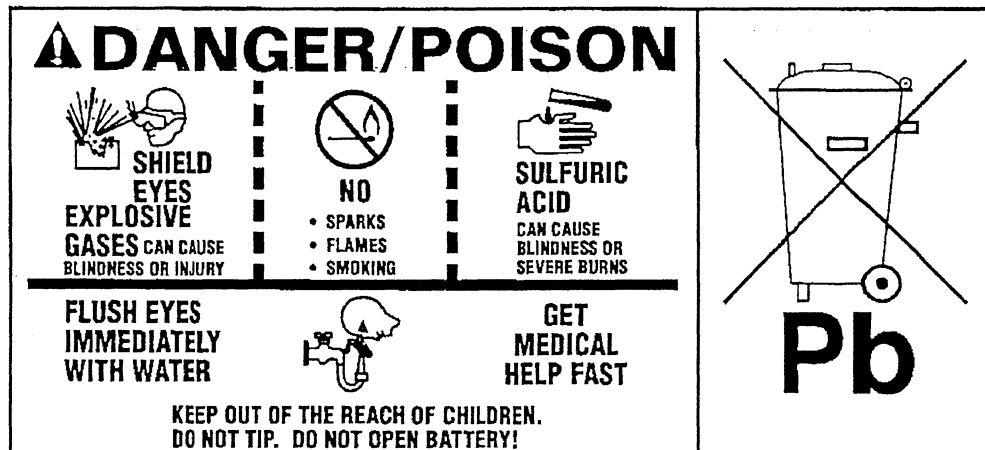 DANGER/POISON
SHIELD
EYES
EXPLOSIVE
GASES CAN CAUSE
BLINDNESS OR INJURY
NO
• SPARKS
• FLAMES
• SMOKING
SULFURIC
ACID
CAN CAUSE
BLINDNESS OR
SEVERE BURNS
FLUSH EYES
IMMEDIATELY
WITH WATER
GET
MEDICAL
HELP FAST
KEEP OUT OF THE REACH OF CHILDREN.
DO NOT TIP. DO NOT OPEN BATTERY!
Pb